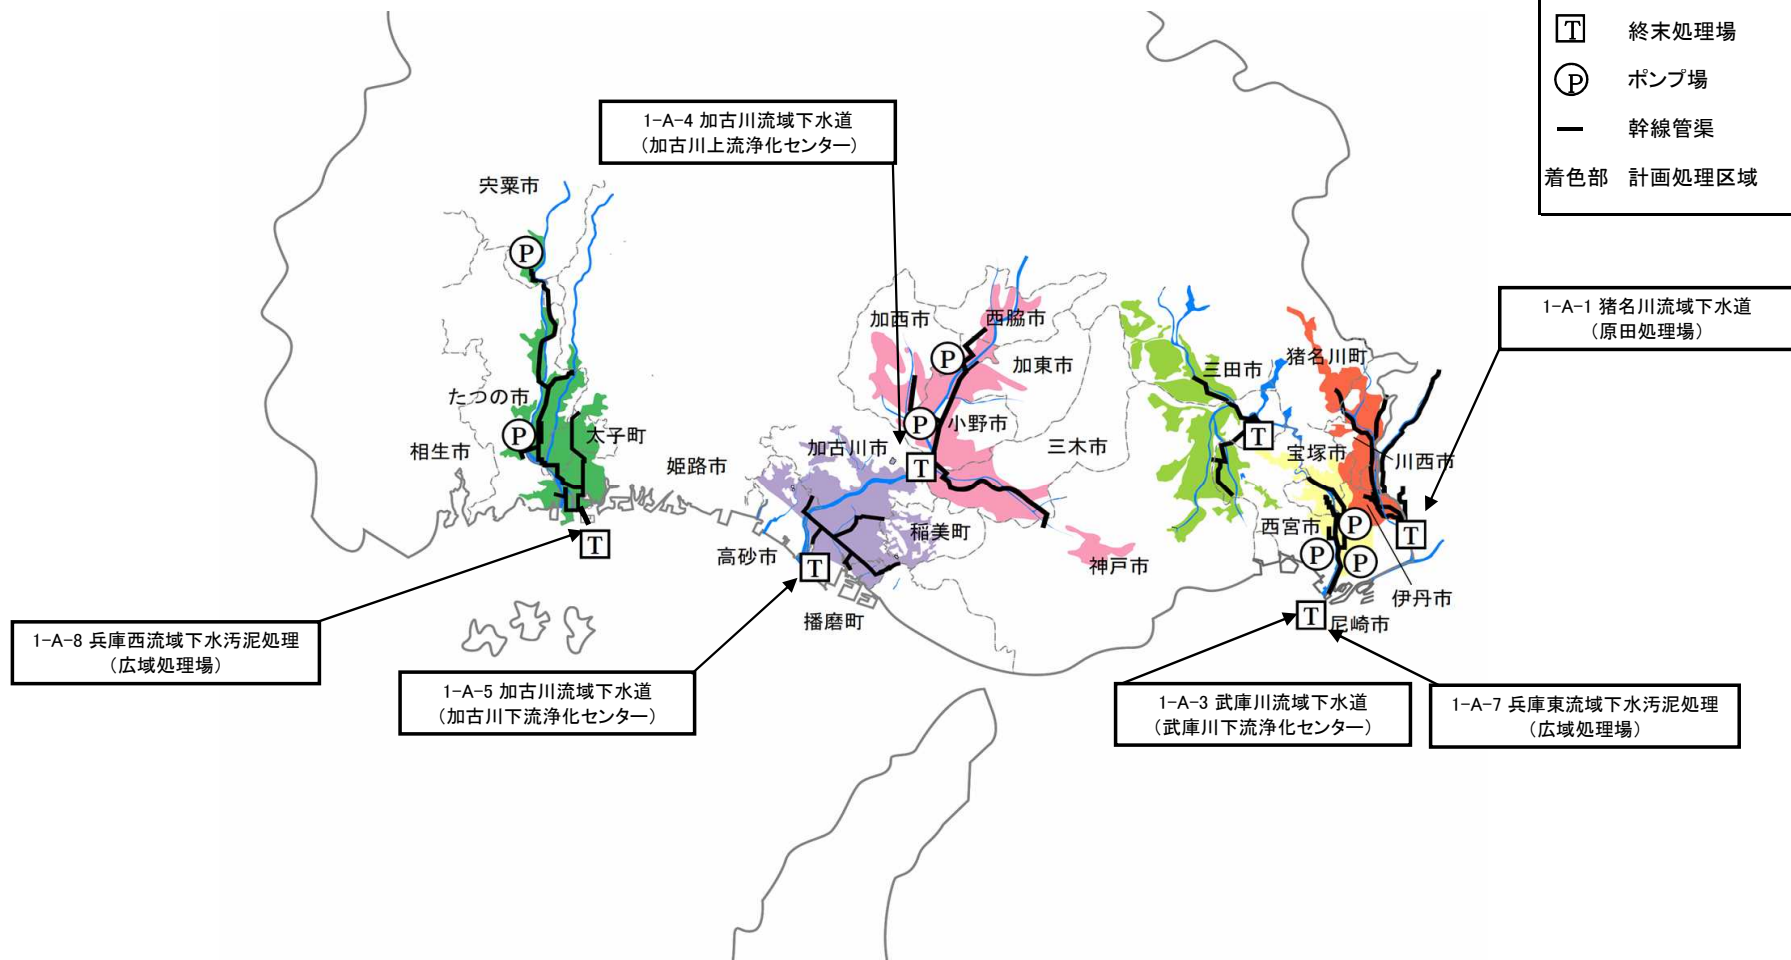 T 終末処理場
P ポンプ場
幹線管渠
着色部 計画処理区域
1-A-4 加古川流域下水道
（加古川上流浄化センター）
宍粟市
P
1-A-1 猪名川流域下水道
（原田処理場）
加西市
西脇市
P
加東市
猪名川町
三田市
たつの市
P
太子町
相生市
P
小野市
加古川市
三木市
T
姫路市
T
宝塚市
川西市
西宮市
P
T
P
P
稲美町
高砂市
T
T
神戸市
伊丹市
播磨町
T
尼崎市
1-A-8 兵庫西流域下水汚泥処理
（広域処理場）
1-A-5 加古川流域下水道
（加古川下流浄化センター）
1-A-3 武庫川流域下水道
（武庫川下流浄化センター）
1-A-7 兵庫東流域下水汚泥処理
（広域処理場）